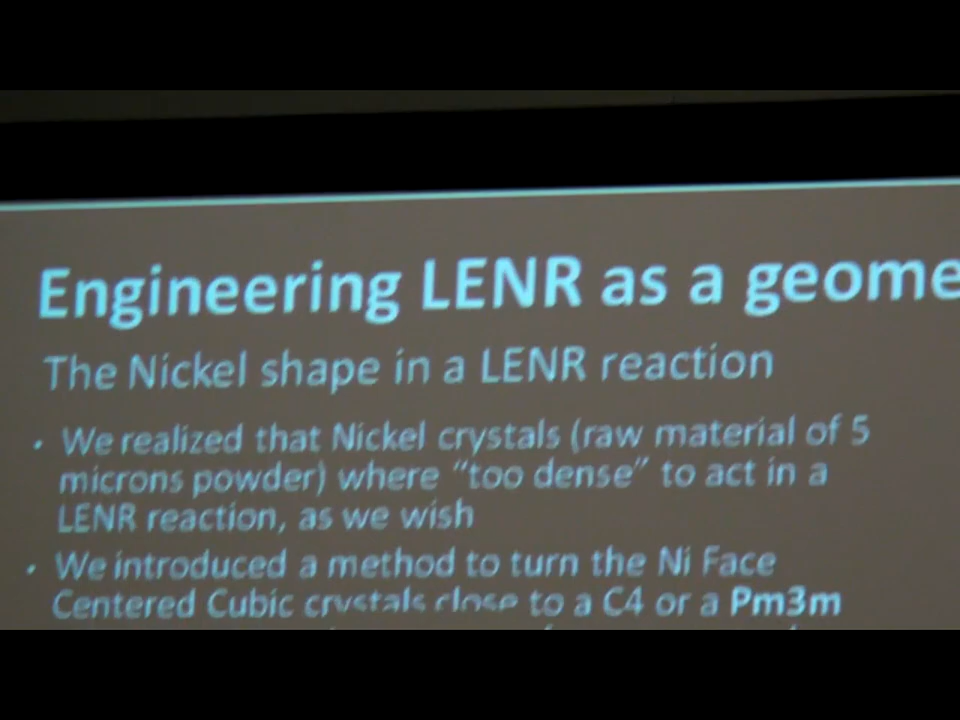 Engineering LENR as a geome
The Nickel shape in a LENR reaction
• We realized that Nickel crystals (raw material of 5
microns powder) where “too dense” to act in a
LENR reaction, as we wish
• We introduced a method to turn the Ni Face
Centered Cubic crystals close to a C4 or a Pm3m